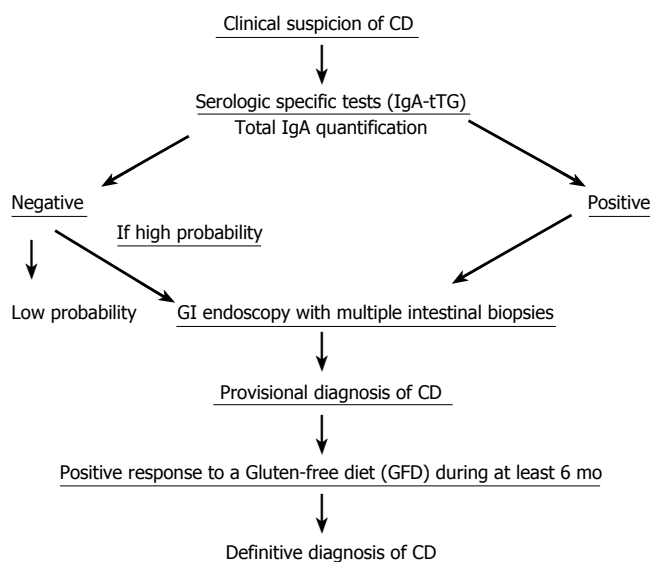 Clinical suspicion of CD
Serologic specific tests (IgA-tTG)
Total IgA quantification
Negative
Positive
If high probability
Low probability
GI endoscopy with multiple intestinal biopsies
Provisional diagnosis of CD
Positive response to a Gluten-free diet (GFD) during at least 6 mo
Definitive diagnosis of CD